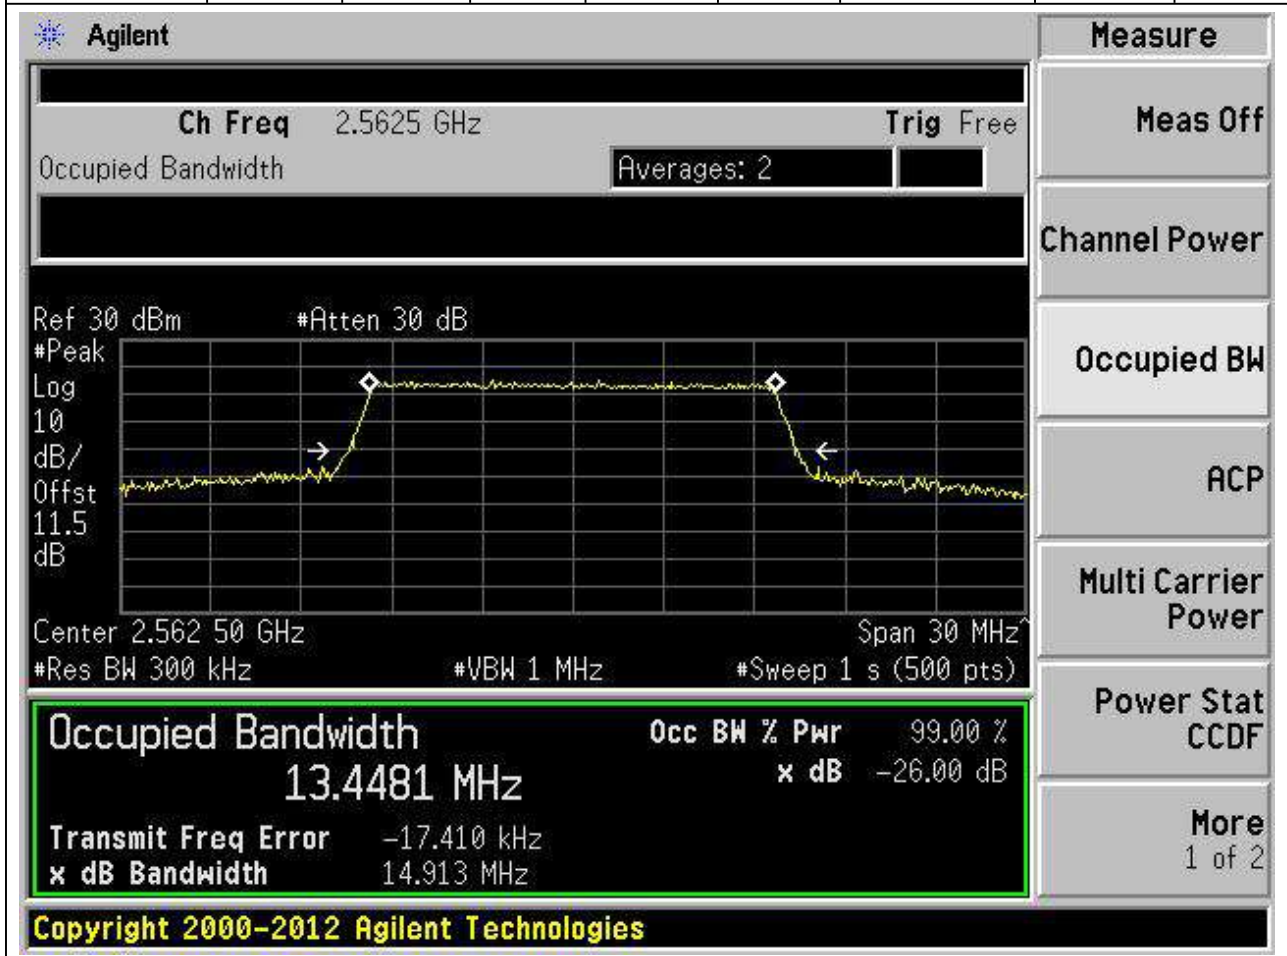 Agilent
Measure
Ch Freq 2.5625 GHz Trig Free
Meas Off
Occupied Bandwidth Averages: 2
Channel Power
Ref 30 dBm #Atten 30 dB
#Peak
Log
10
dB/
Offst
11.5
dB
Occupied BW
ACP
Center 2.562 50 GHz Span 30 MHz^
#Res BW 300 kHz #VBW 1 MHz #Sweep 1 s (500 pts)
Multi Carrier
Power
Occupied Bandwidth Occ BW % Pwr 99.00 %
13.4481 MHz x dB -26.00 dB
Transmit Freq Error -17.410 kHz
x dB Bandwidth 14.913 MHz
Power Stat
CCDF
More
1 of 2
Copyright 2000-2012 Agilent Technologies